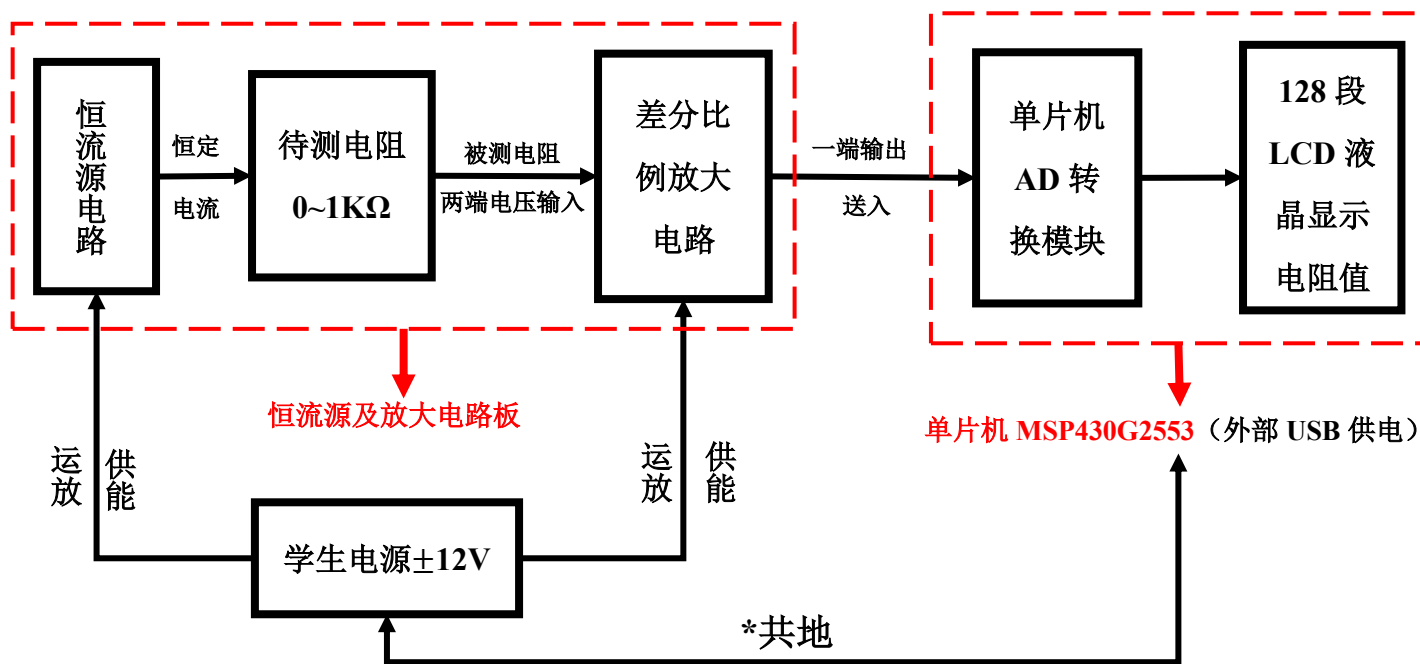 恒流源电路
恒定
电流
待测电阻
0~1KΩ
被测电阻
两端电压输入
差分比
例放大
电路
一端输出
送入
单片机
AD 转
换模块
128 段
LCD 液
晶显示
电阻值
恒流源及放大电路板
单片机 MSP430G2553（外部 USB 供电）
运放
供能
运放
供能
学生电源±12V
*共地